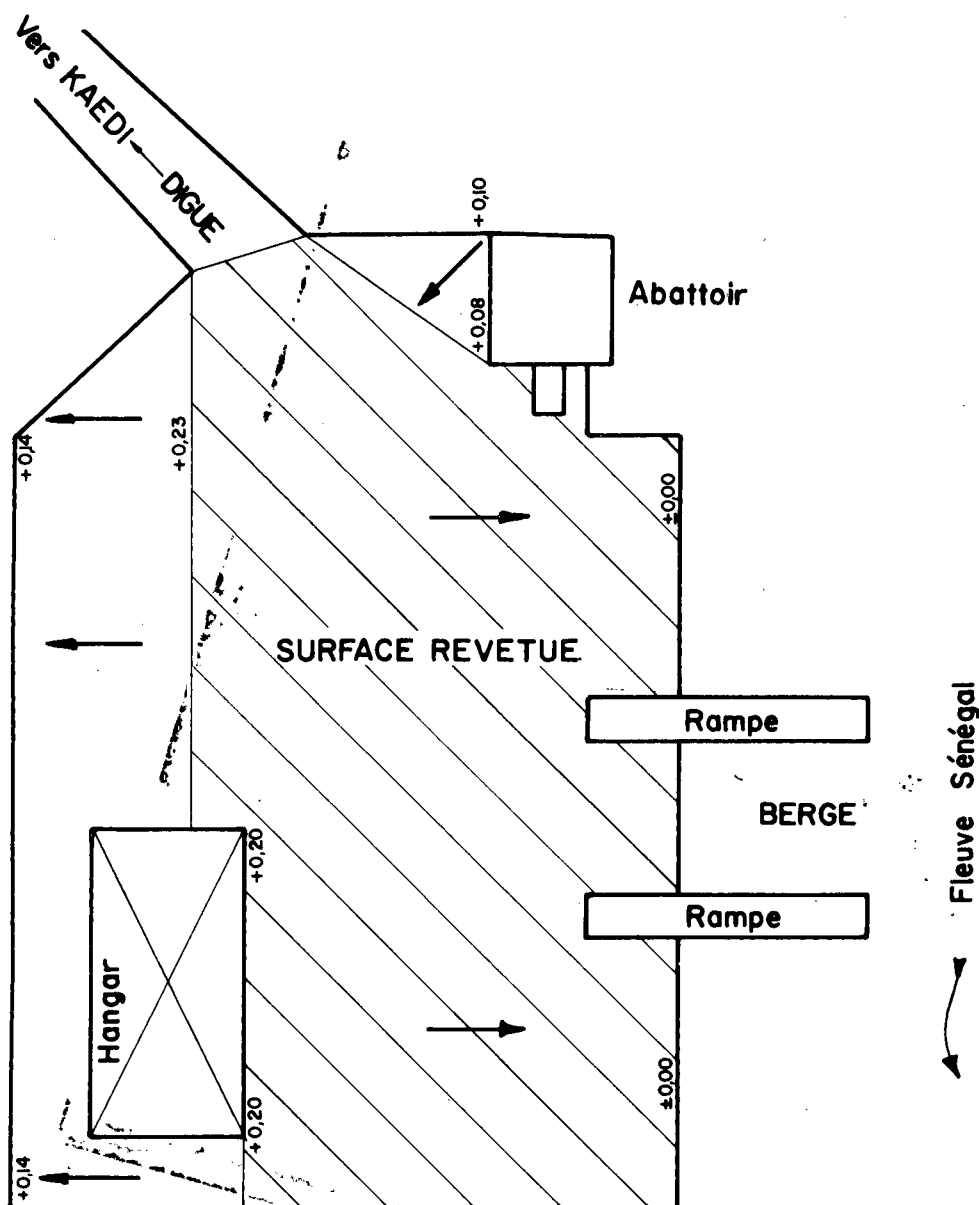 Vers KAEDI
DIGUE
+0,10
Abattoir
+0,08
+0,14
+0,23
±0,00
SURFACE REVETUE
Rampe
BERGE
Fleuve Sénégal
+0,20
Rampe
Hangar
±0,00
+0,20
+0,14